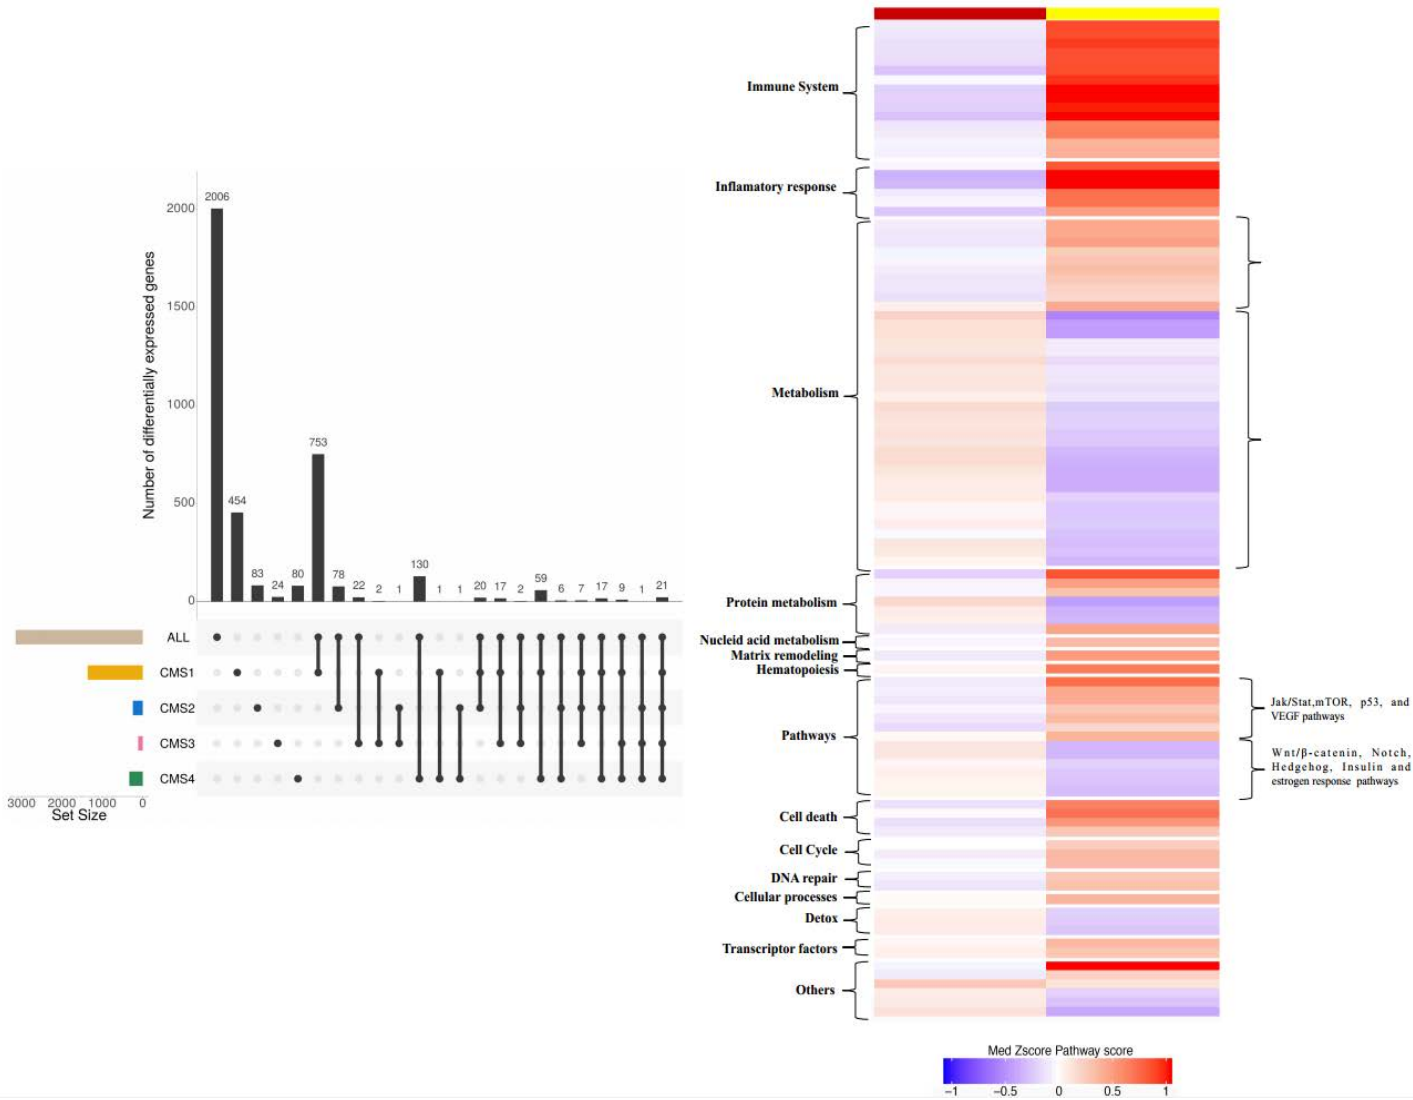 Number of differentially expressed genes
2000
1500
1000
500
0
2006
454
83
24
80
753
78
22
2
1
130
1
1
20
17
2
59
6
7
17
9
1
21
ALL
CMS1
CMS2
CMS3
CMS4
3000 2000 1000 0
Set Size
Immune System
Inflamatory response
Metabolism
Protein metabolism
Nucleid acid metabolism
Matrix remodeling
Hematopoiesis
Pathways
Cell death
Cell Cycle
DNA repair
Cellular processes
Detox
Transcriptor factors
Others
Jak/Stat,mTOR, p53, and
VEGF pathways
Wnt/β-catenin, Notch,
Hedgehog, Insulin and
estrogen response pathways
Med Zscore Pathway score
−1 −0.5 0 0.5 1